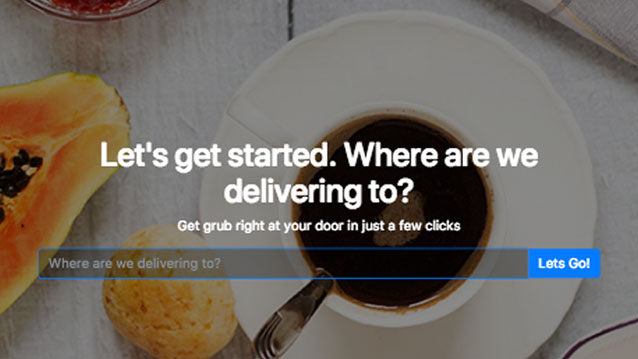 Let's get started. Where are we
delivering to?
Get grub right at your door in just a few clicks
Where are we delivering to?
Lets Go!